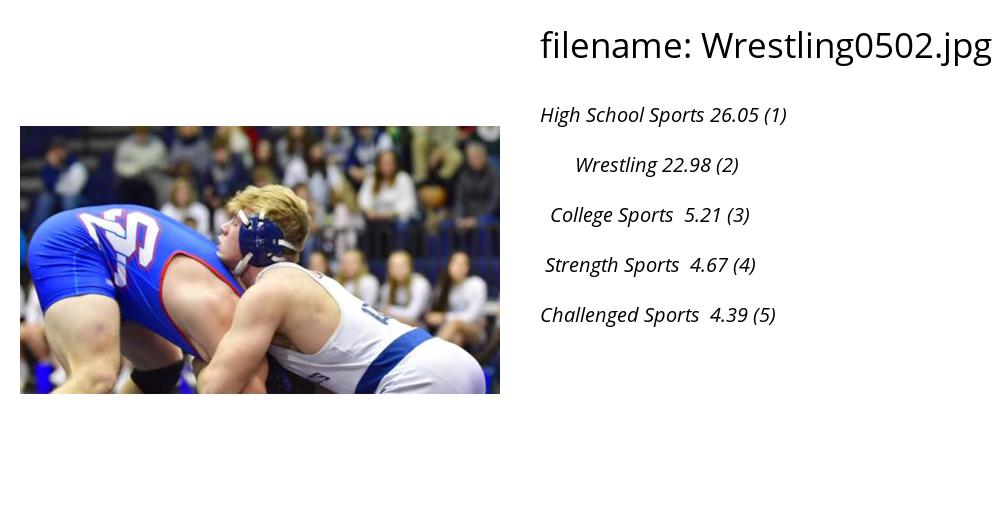 filename: Wrestling0502.jpg
High School Sports 26.05 (1)
Wrestling 22.98 (2)
College Sports 5.21 (3)
Strength Sports 4.67 (4)
Challenged Sports 4.39 (5)